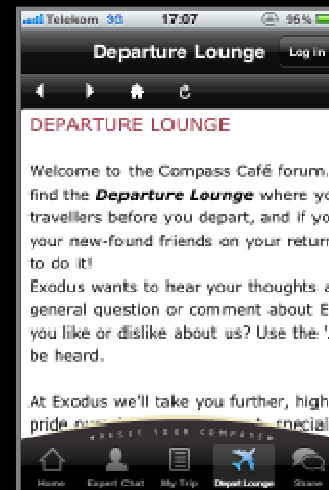 Telekom 3G 17:07 95%
Departure Lounge Log in
DEPARTURE LOUNGE
Welcome to the Compass Café forum.
find the Departure Lounge where yo
travellers before you depart, and if yo
your new-found friends on your return
to do it!
Exodus wants to hear your thoughts a
general question or comment about E
you like or dislike about us? Use the '
be heard.
At Exodus we'll take you further, high
pride special
COMPASS
Home Expert Chat My Trip Depart Lounge Share